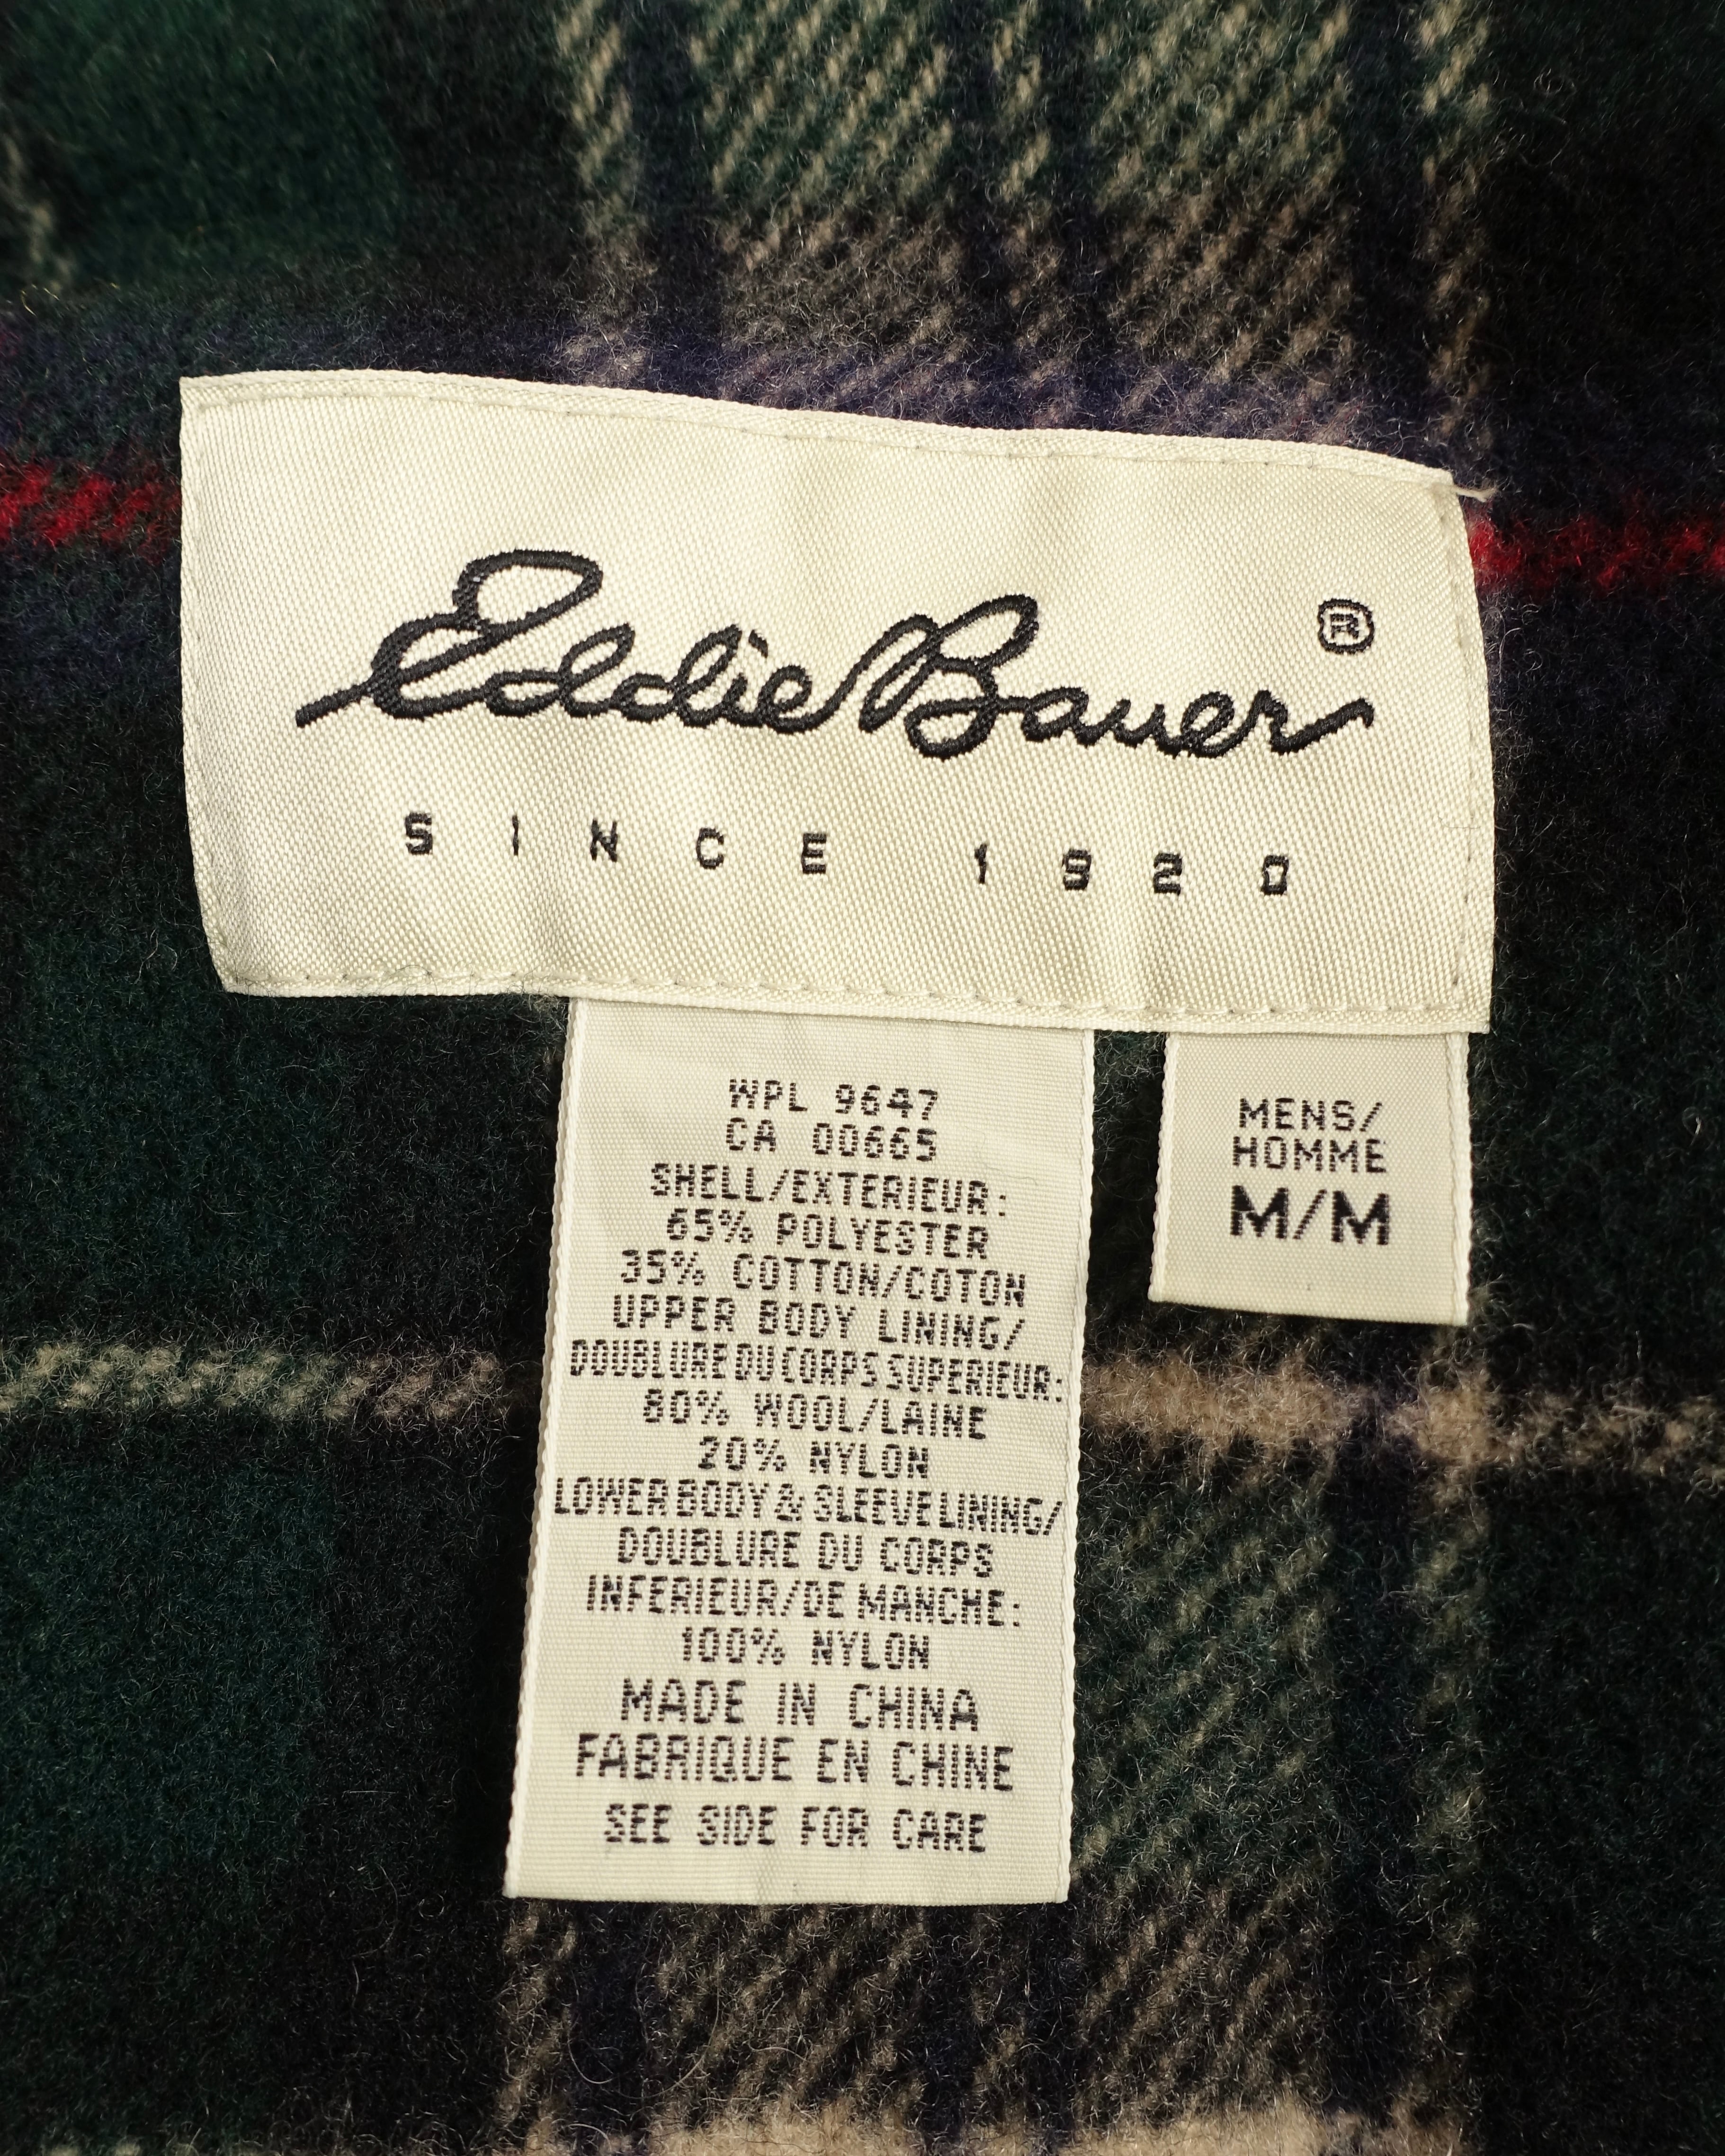 Eddie Bauer ®
SINCE 1920
WPL 9647
CA 00665
SHELL/EXTERIEUR:
65% POLYESTER
35% COTTON/COTON
UPPER BODY LINING/
DOUBLURE DU CORPS SUPERIEUR:
80% WOOL/LAINE
20% NYLON
LOWER BODY & SLEEVE LINING/
DOUBLURE DU CORPS
INFERIEUR/DE MANCHE:
100% NYLON
MADE IN CHINA
FABRIQUE EN CHINE
SEE SIDE FOR CARE
MENS/
HOMME
M/M